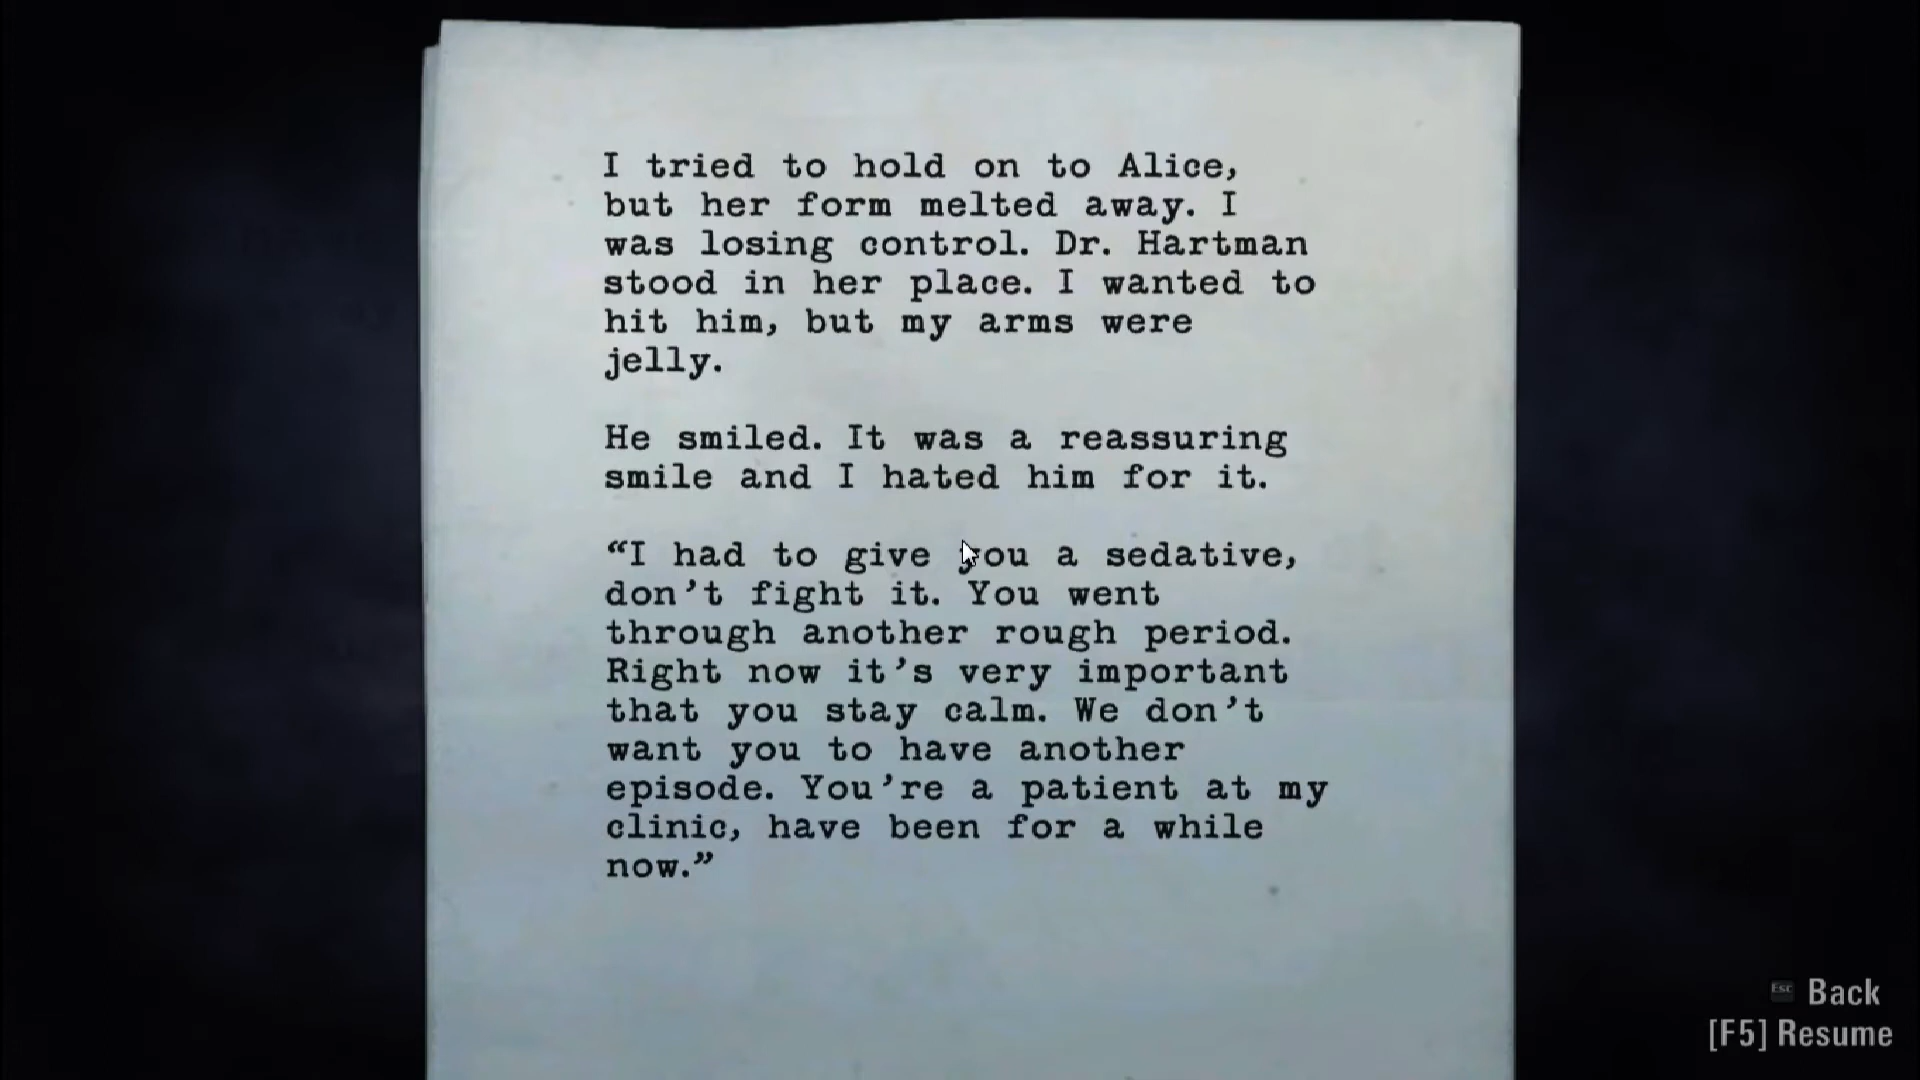 I tried to hold on to Alice,
but her form melted away. I
was losing control. Dr. Hartman
stood in her place. I wanted to
hit him, but my arms were
jelly.
He smiled. It was a reassuring
smile and I hated him for it.
“I had to give you a sedative,
don’t fight it. You went
through another rough period.
Right now it’s very important
that you stay calm. We don’t
want you to have another
episode. You’re a patient at my
clinic, have been for a while
now.”
Esc Back
[F5] Resume